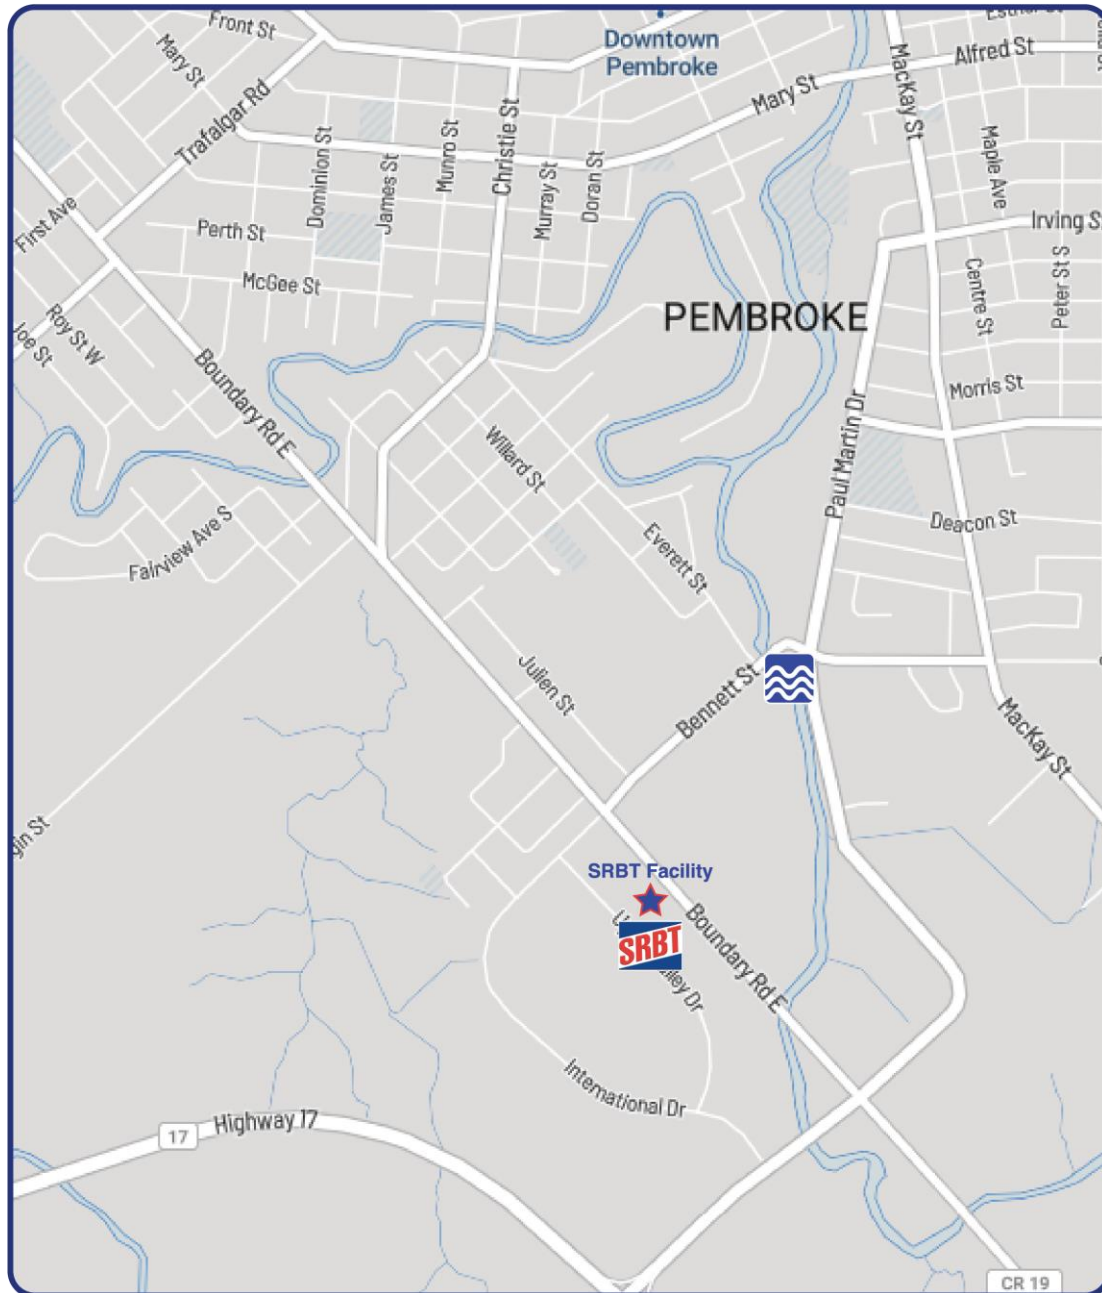 Front St
Mary St
Downtown
Pembroke
MacKay St
Alfred St
Mary St
Trafalgar Rd
Christie St
Dominion St
James St
Munro St
Murray St
Doran St
Maple Ave
First Ave
Perth St
Irving S
McGee St
Centre St
Peter St S
PEMBROKE
Roy St W
Joe St
Boundary Rd E
Morris St
Paul Martin Dr
Willard St
Deacon St
Fairview Ave S
Everett St
Julien St
Bennett St
MacKay St
gin St
SRBT Facility
SRBT
Boundary Rd E
ley Dr
International Dr
Highway 17
17
CR 19